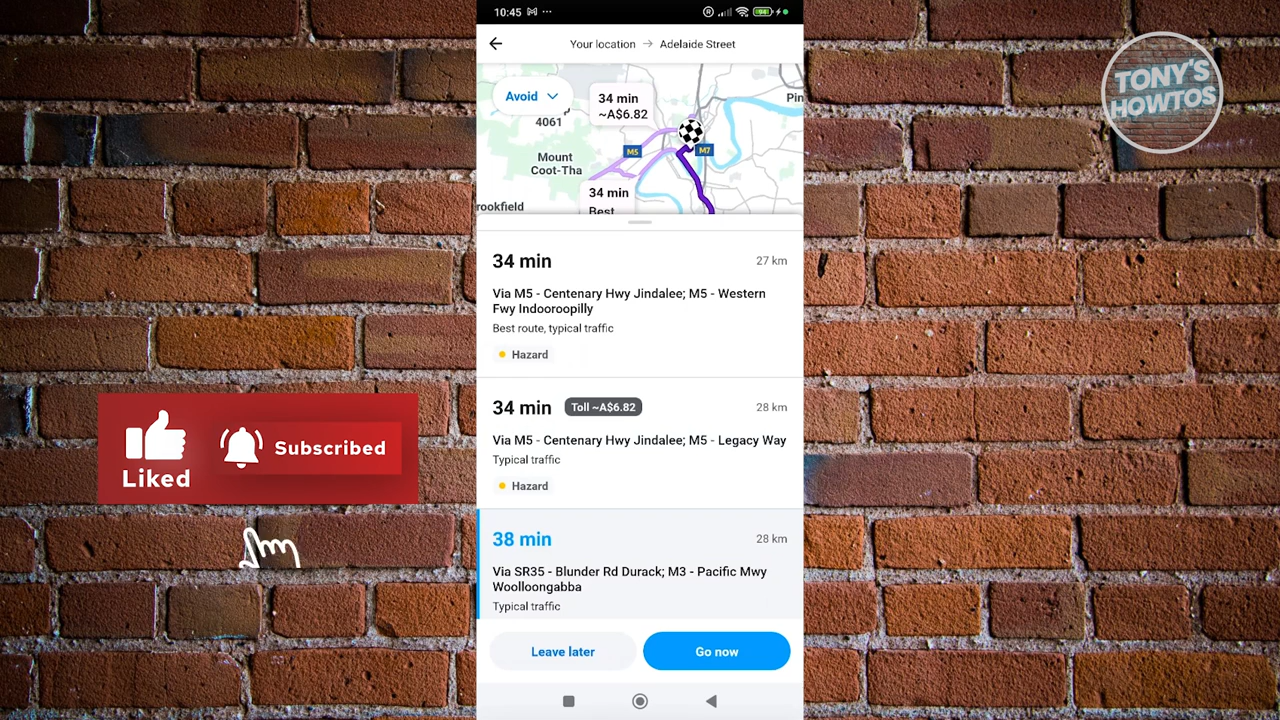 10:45
94
Your location → Adelaide Street
Avoid
34 min
~A$6.82
4061
Pin
M5
M7
Mount
Coot-Tha
34 min
Best
rookfield
34 min
27 km
Via M5 - Centenary Hwy Jindalee; M5 - Western
Fwy Indooroopilly
Best route, typical traffic
Hazard
34 min
Toll ~A$6.82
28 km
Via M5 - Centenary Hwy Jindalee; M5 - Legacy Way
Typical traffic
Hazard
38 min
28 km
Via SR35 - Blunder Rd Durack; M3 - Pacific Mwy
Woolloongabba
Typical traffic
Leave later
Go now
Liked
Subscribed
TONY'S
HOWTOS